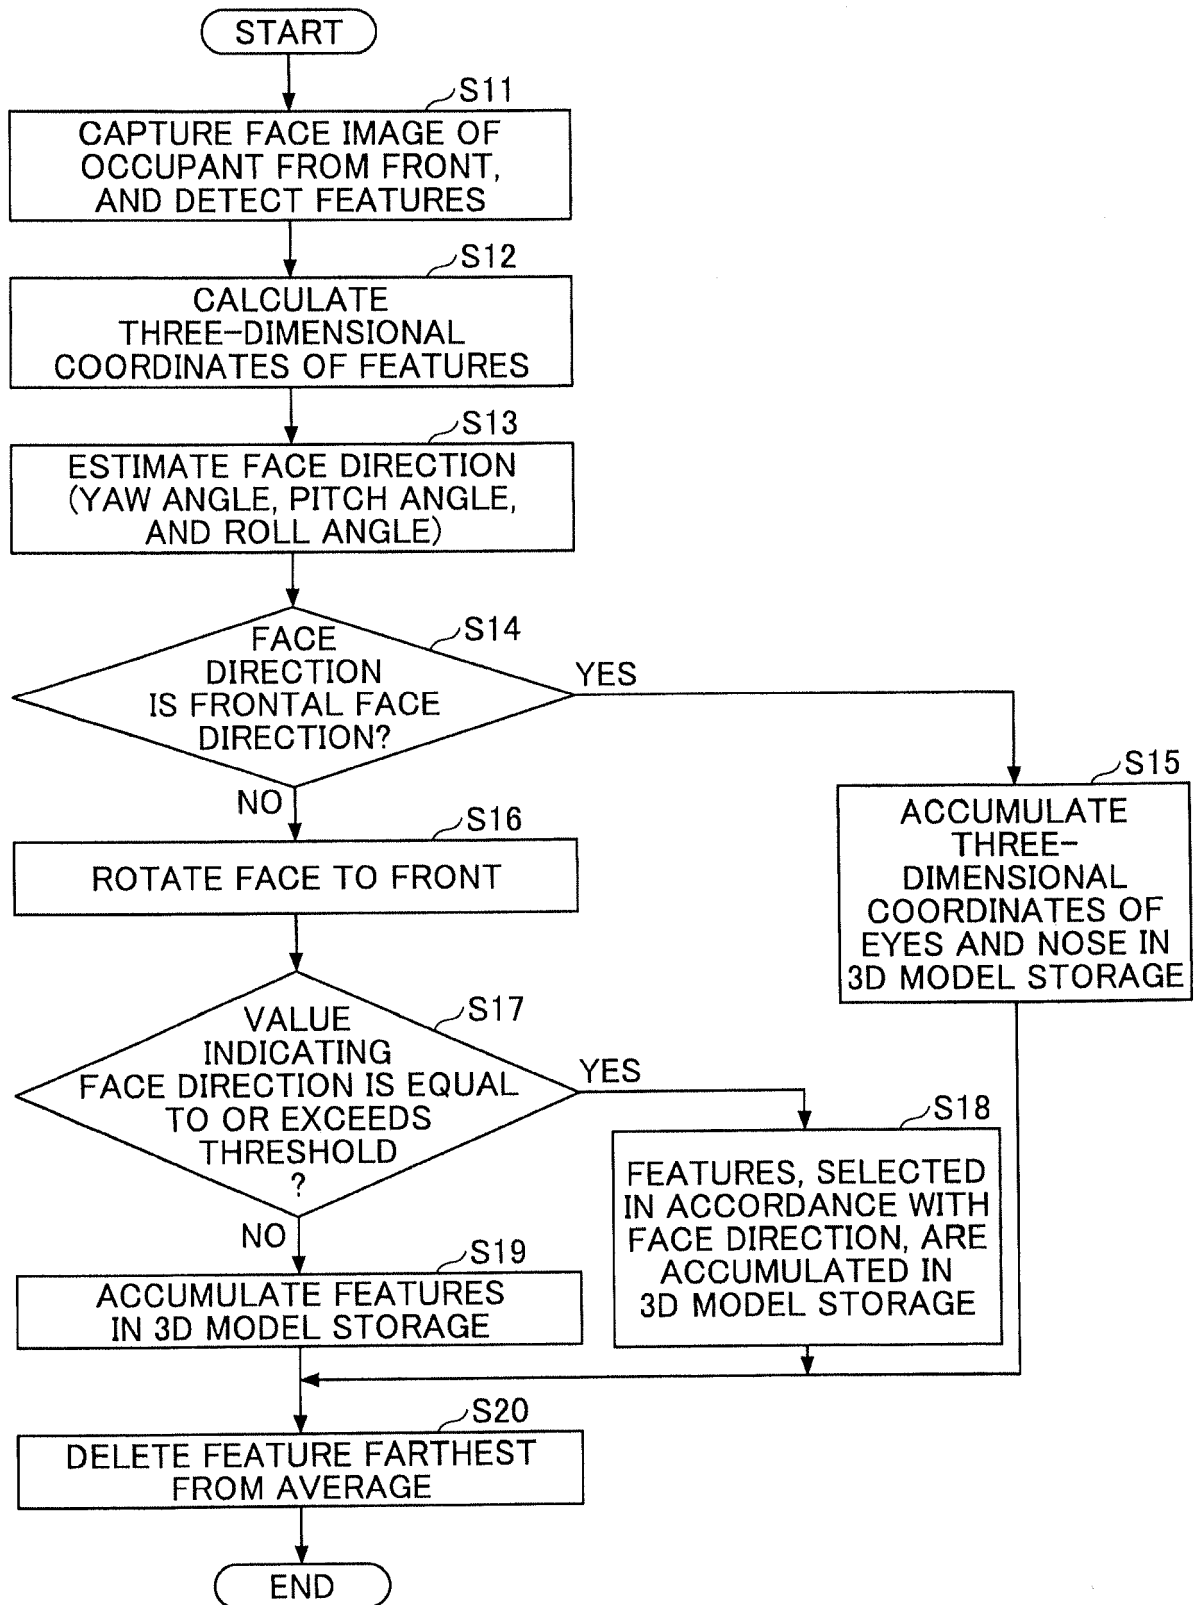 START
S11
CAPTURE FACE IMAGE OF
OCCUPANT FROM FRONT,
AND DETECT FEATURES
S12
CALCULATE
THREE-DIMENSIONAL
COORDINATES OF FEATURES
S13
ESTIMATE FACE DIRECTION
(YAW ANGLE, PITCH ANGLE,
AND ROLL ANGLE)
S14
FACE
DIRECTION
IS FRONTAL FACE
DIRECTION?
YES
NO
S15
ACCUMULATE
THREE-
DIMENSIONAL
COORDINATES OF
EYES AND NOSE IN
3D MODEL STORAGE
S16
ROTATE FACE TO FRONT
S17
VALUE
INDICATING
FACE DIRECTION IS EQUAL
TO OR EXCEEDS
THRESHOLD
?
YES
NO
S18
FEATURES, SELECTED
IN ACCORDANCE WITH
FACE DIRECTION, ARE
ACCUMULATED IN
3D MODEL STORAGE
S19
ACCUMULATE FEATURES
IN 3D MODEL STORAGE
S20
DELETE FEATURE FARTHEST
FROM AVERAGE
END